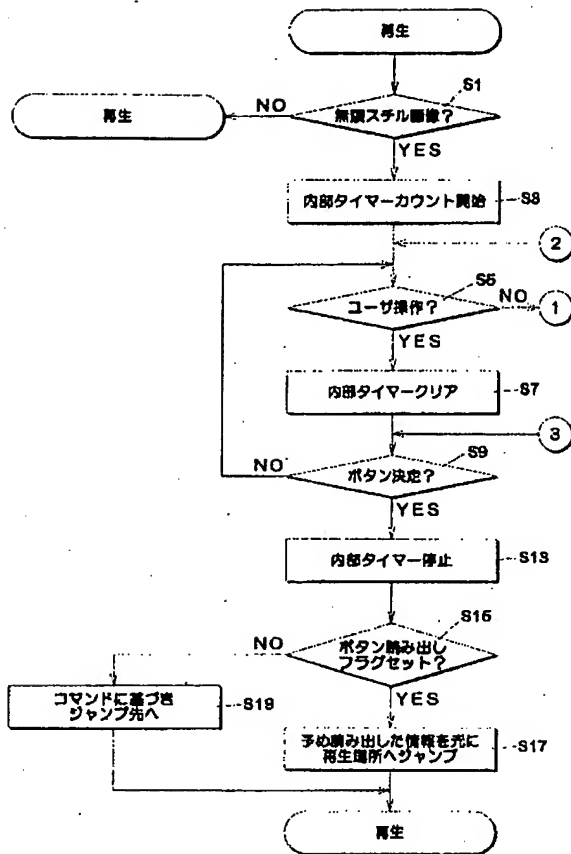 再生
S1
無限スチル画像?
NO
再生
YES
内部タイマーカウント開始
S3
2
S5
ユーザ操作?
NO
1
YES
内部タイマークリア
S7
3
S9
ボタン決定?
NO
YES
内部タイマー停止
S13
S15
ボタン読み出し
フラグセット?
NO
YES
コマンドに基づき
ジャンプ先へ
S19
予め読み出した情報を元に
再生場所へジャンプ
S17
再生